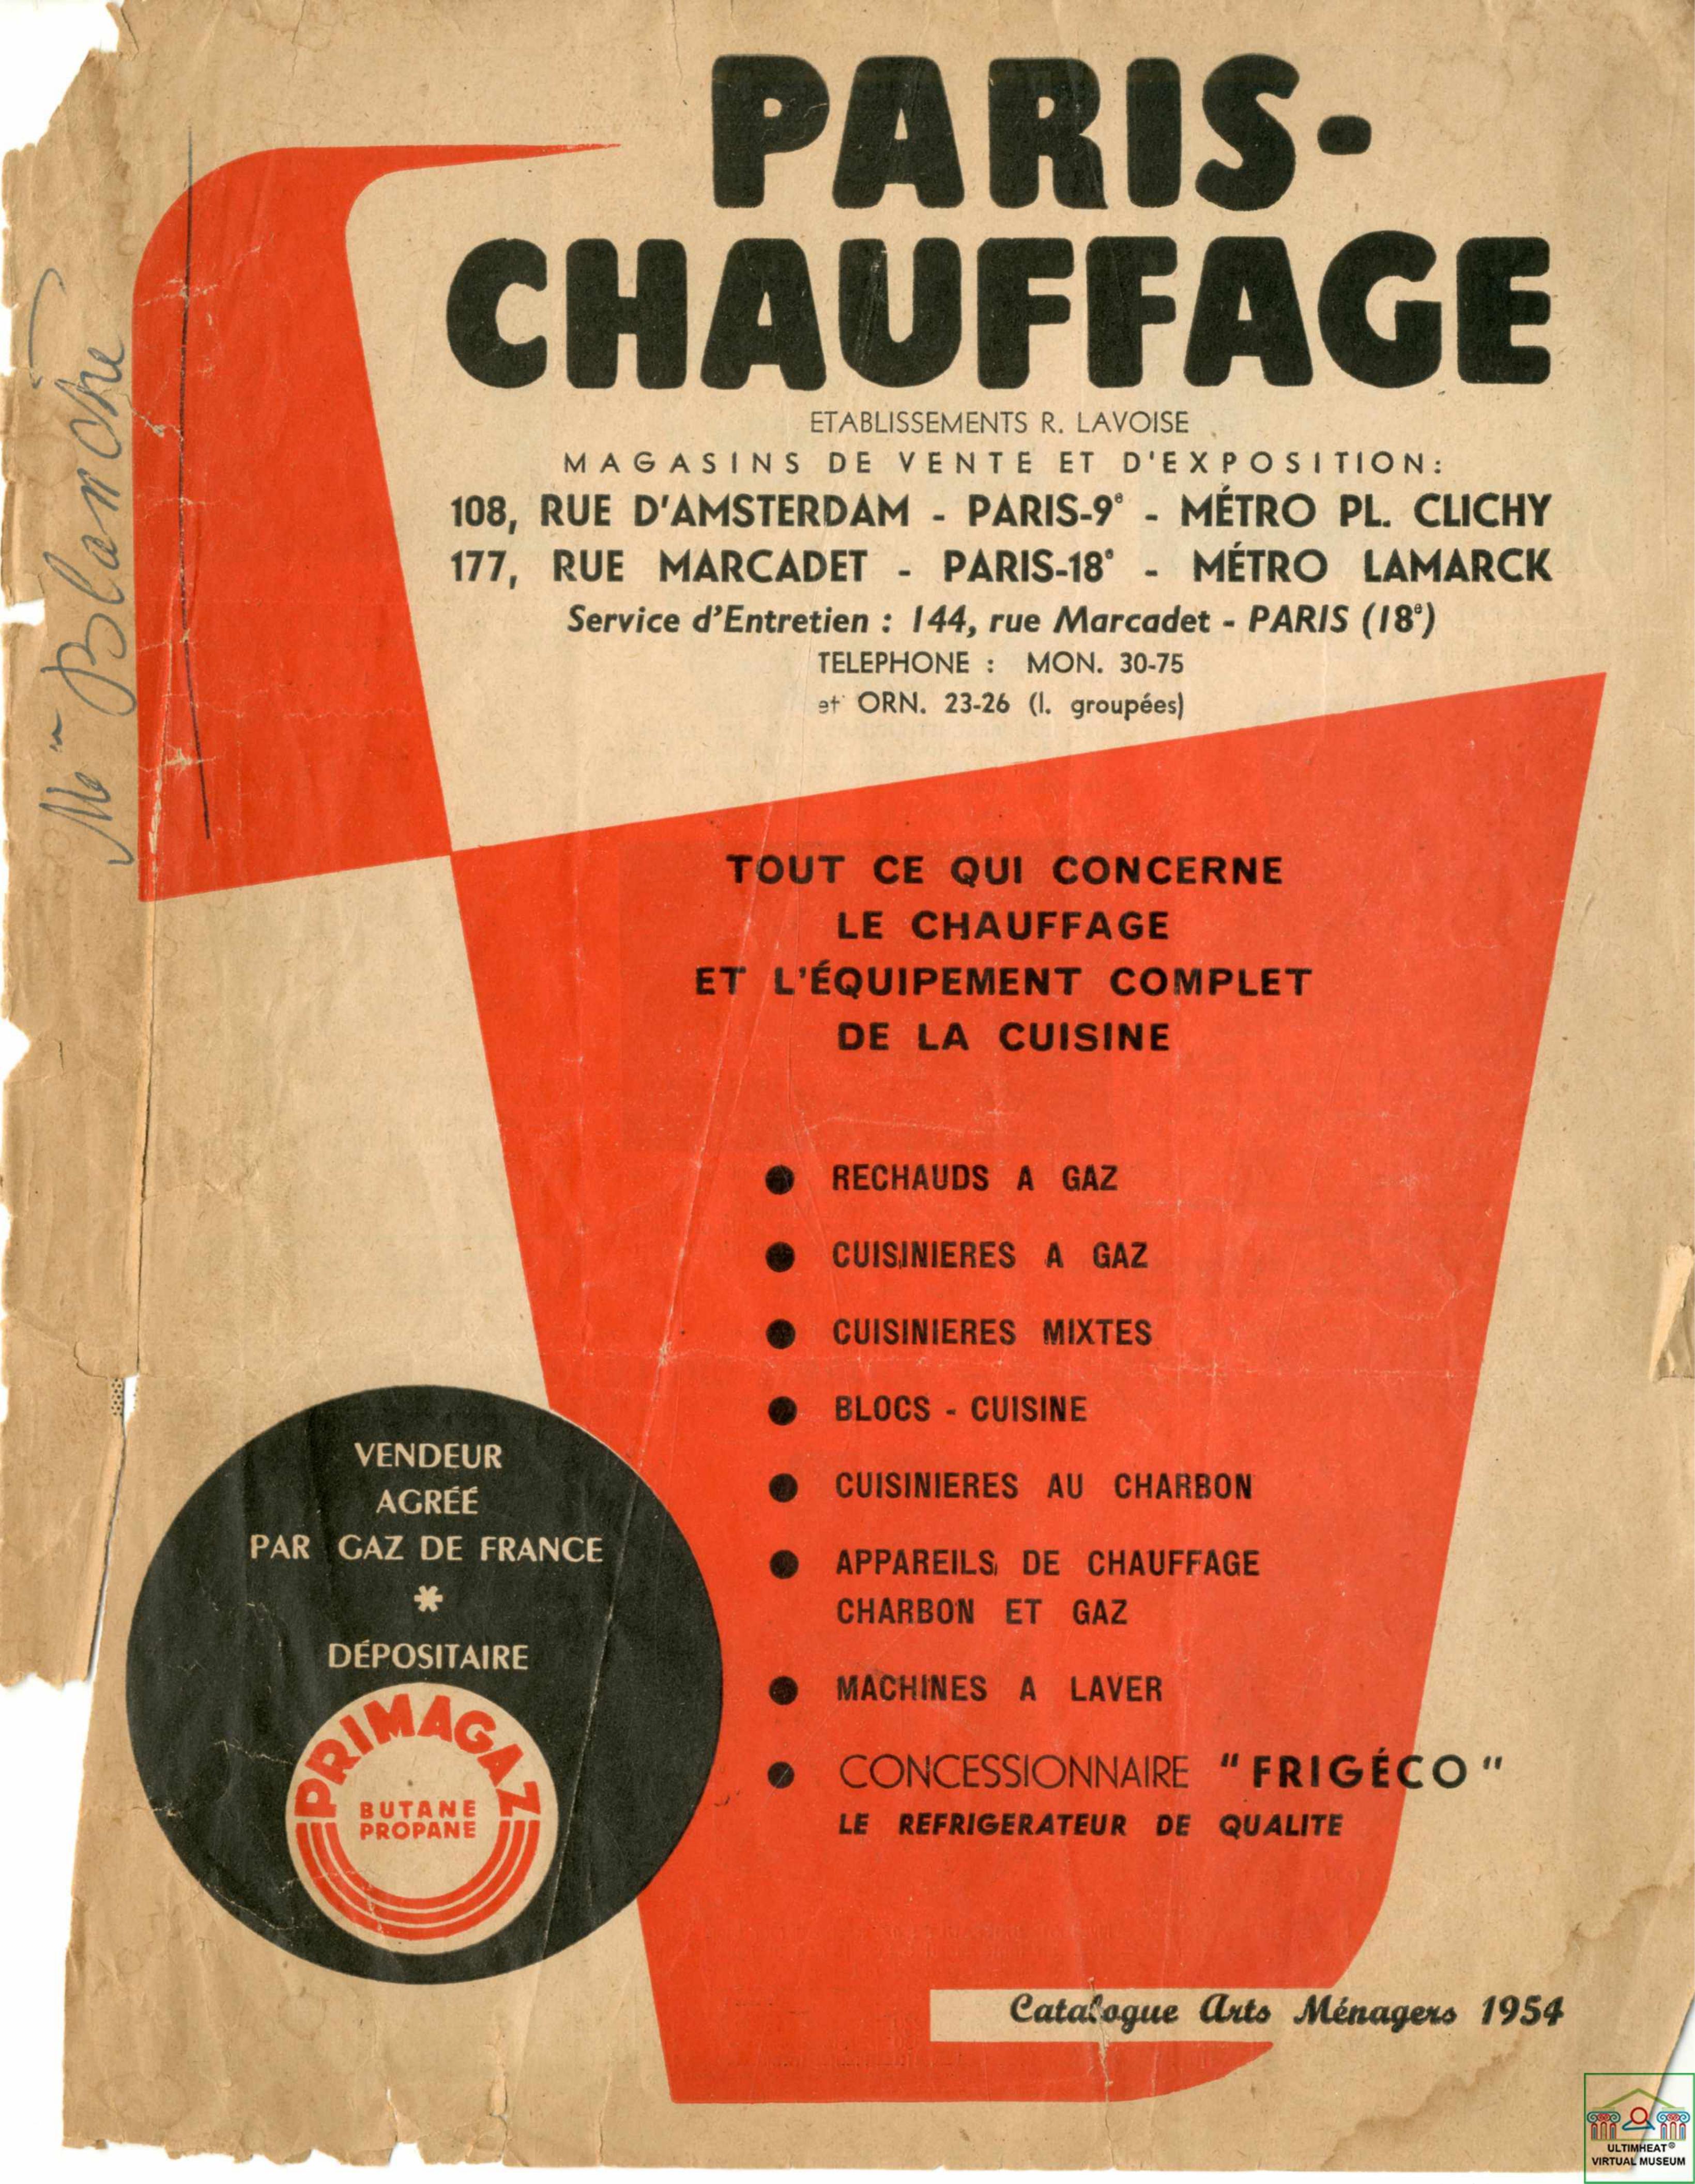 PARIS-
CHAUFFAGE
ETABLISSEMENTS R. LAVOISE
MAGASINS DE VENTE ET D'EXPOSITION:
108, RUE D'AMSTERDAM - PARIS-9e - MÉTRO PL. CLICHY
177, RUE MARCADET - PARIS-18e - MÉTRO LAMARCK
Service d'Entretien : 144, rue Marcadet - PARIS (18e)
TELEPHONE : MON. 30-75
et ORN. 23-26 (l. groupées)
TOUT CE QUI CONCERNE
LE CHAUFFAGE
ET L'ÉQUIPEMENT COMPLET
DE LA CUISINE
● RECHAUDS A GAZ
● CUISINIERES A GAZ
● CUISINIERES MIXTES
● BLOCS - CUISINE
● CUISINIERES AU CHARBON
● APPAREILS DE CHAUFFAGE
CHARBON ET GAZ
● MACHINES A LAVER
● CONCESSIONNAIRE "FRIGÉCO"
LE REFRIGERATEUR DE QUALITE
VENDEUR
AGRÉÉ
PAR GAZ DE FRANCE
*
DÉPOSITAIRE
PRIMAGAZ
BUTANE
PROPANE
Catalogue Arts Ménagers 1954
ULTIMHEAT®
VIRTUAL MUSEUM